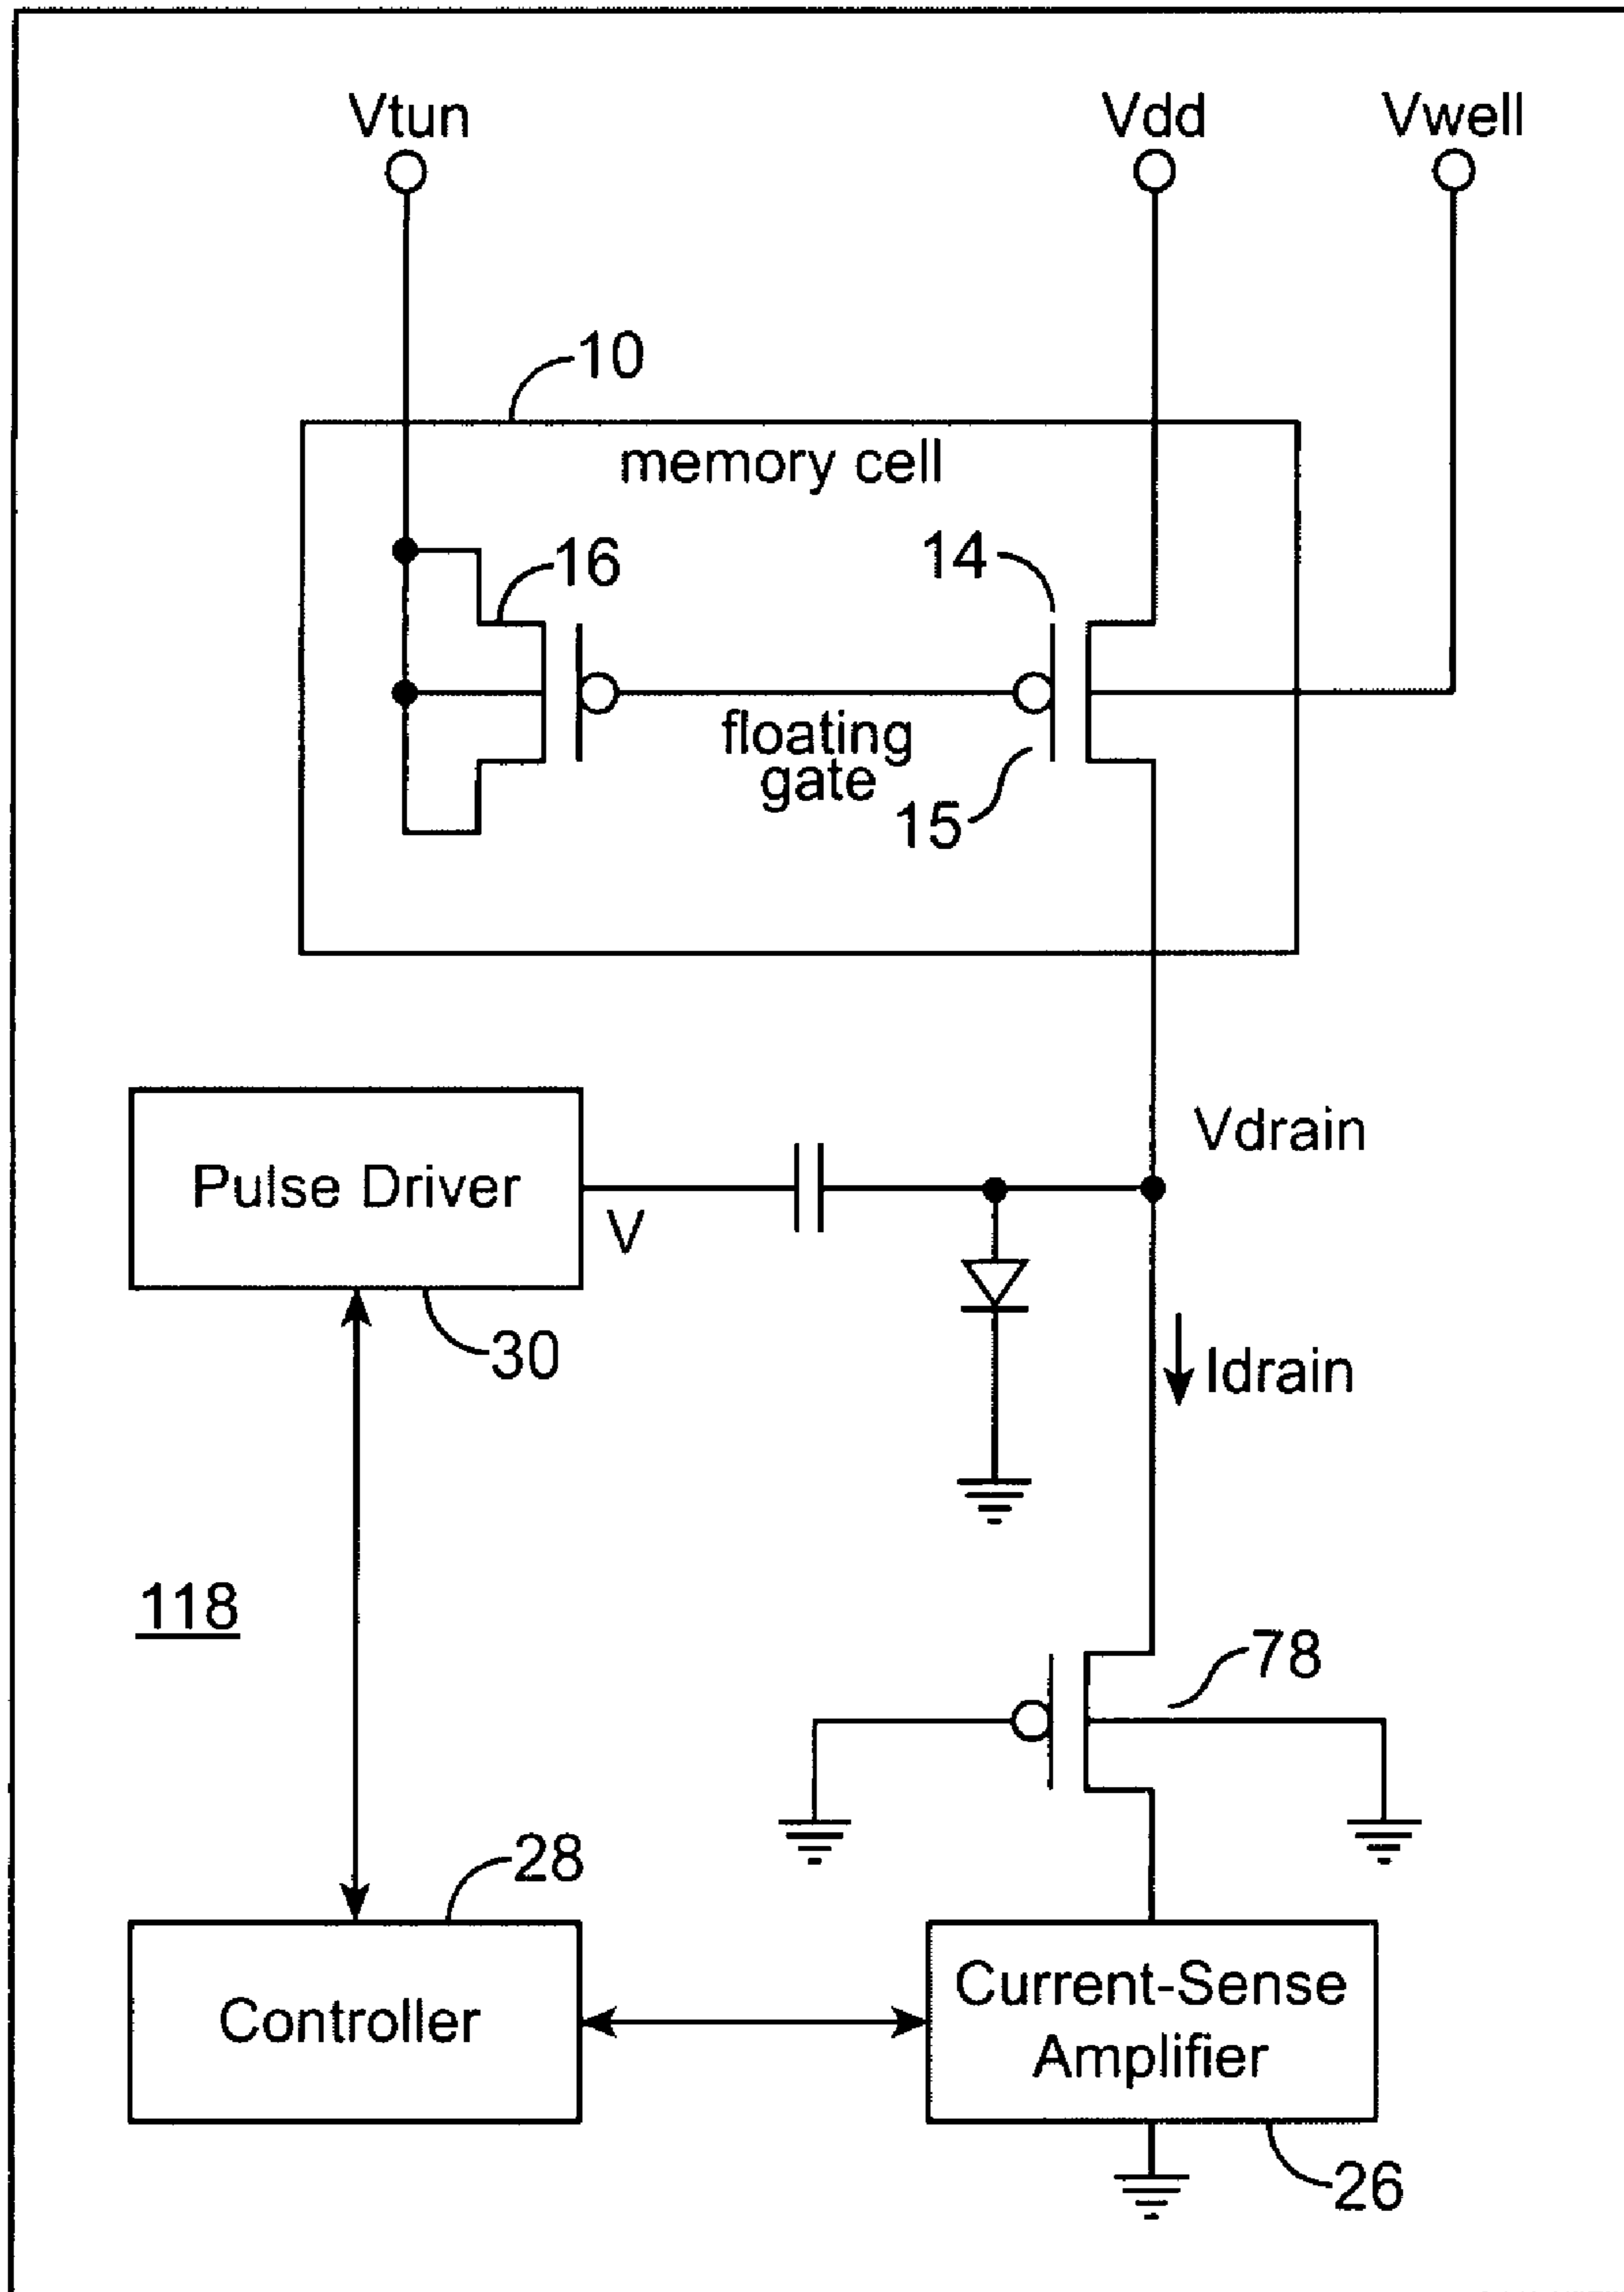 Vtun
Vdd
Vwell
10
memory cell
16
14
floating
gate
15
Vdrain
Pulse Driver
V
30
Idrain
118
78
28
Controller
Current-Sense
Amplifier
26